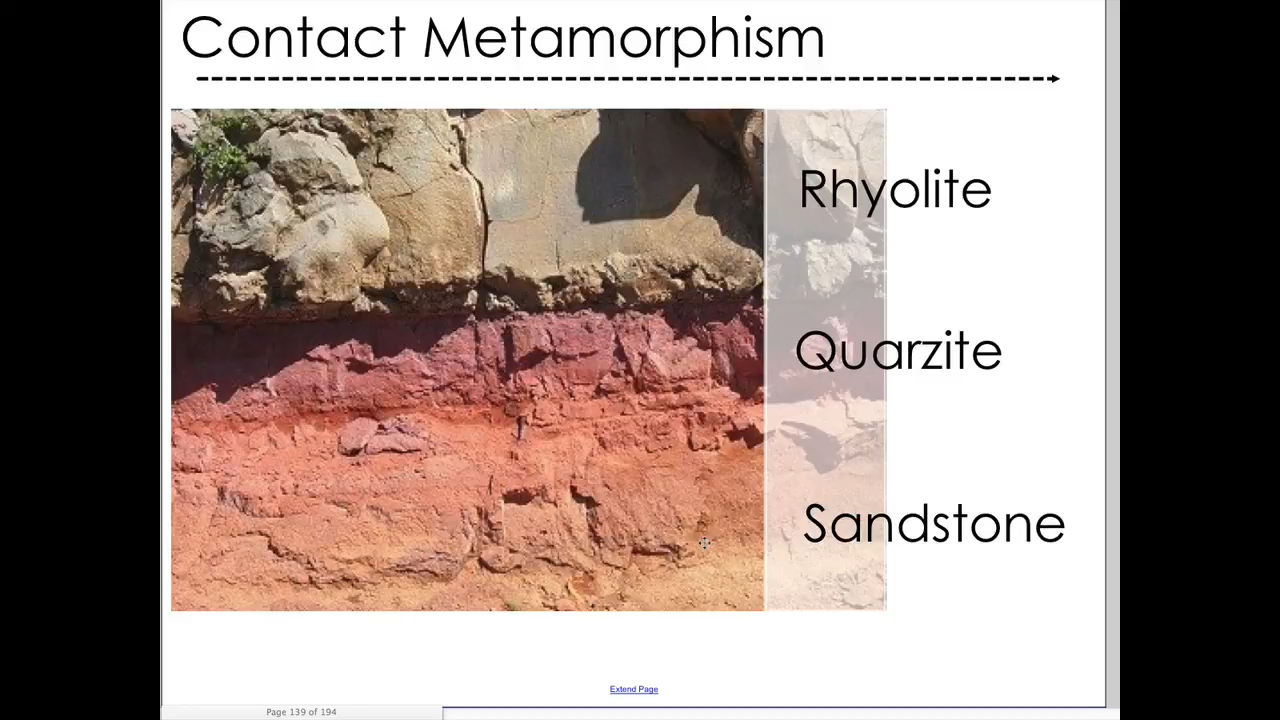 Contact Metamorphism
Rhyolite
Quarzite
Sandstone
Extend Page
Page 139 of 194